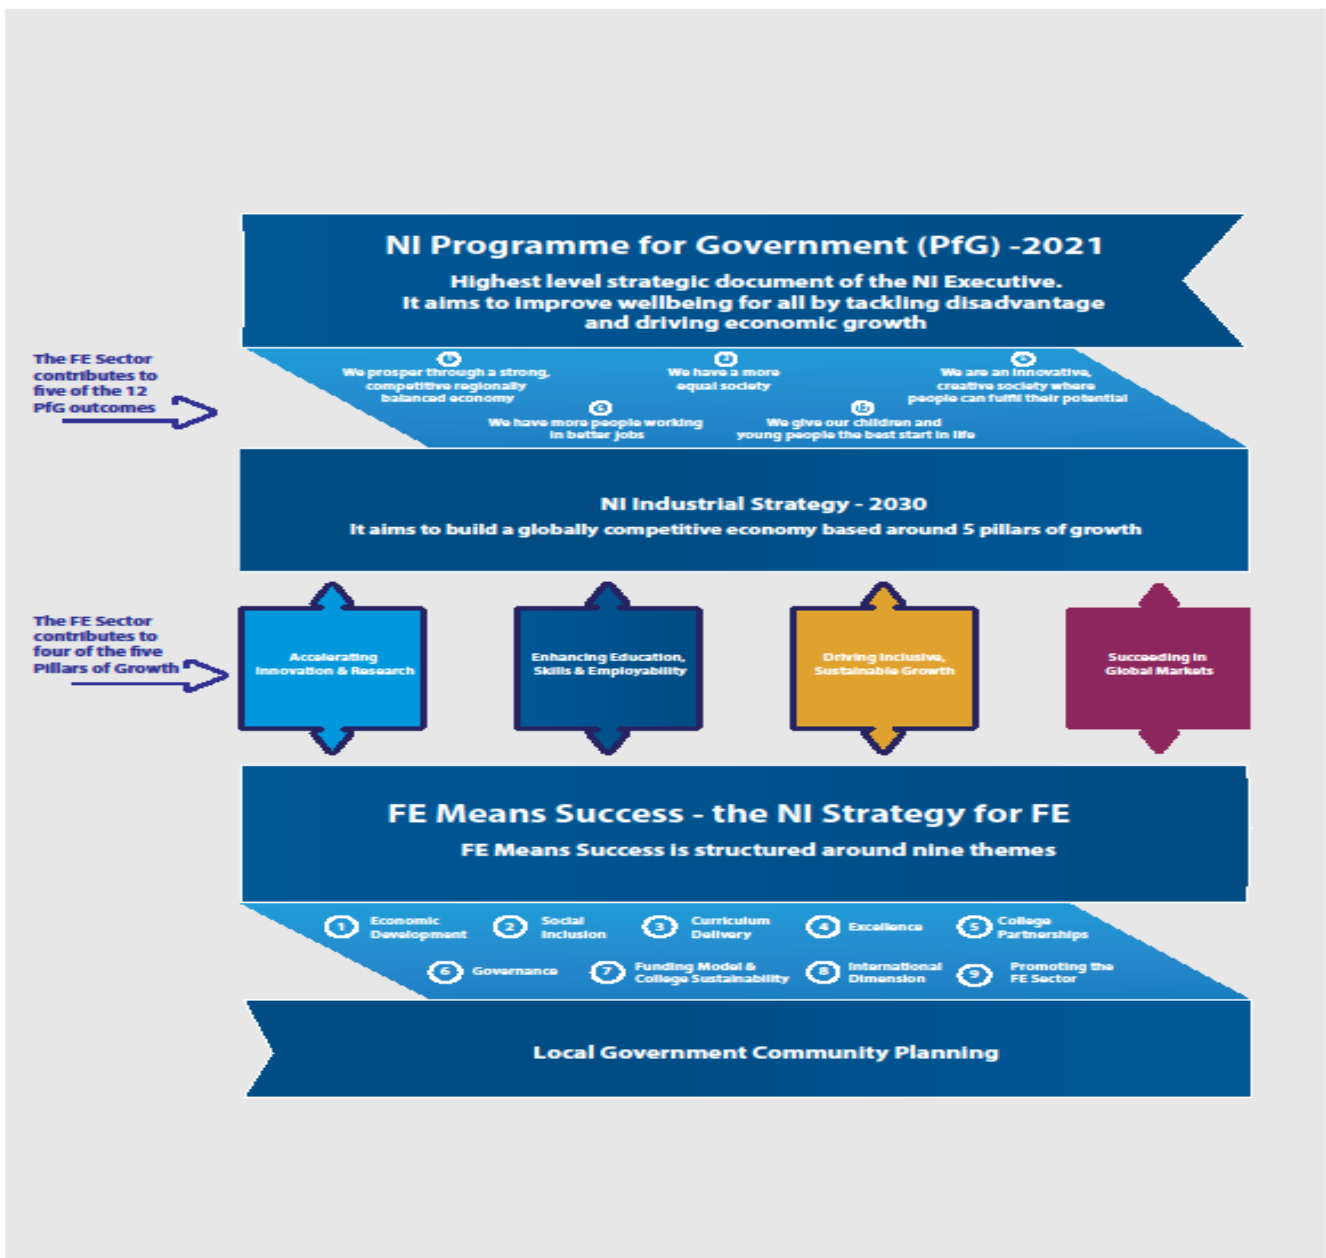 NI Programme for Government (PfG) -2021
Highest level strategic document of the NI Executive.
It aims to improve wellbeing for all by tackling disadvantage
and driving economic growth
The FE Sector
contributes to
five of the 12
PfG outcomes
We prosper through a strong,
competitive regionally
balanced economy
We have a more
equal society
We are an innovative,
creative society where
people can fulfil their potential
We have more people working
in better jobs
12
We give our children and
young people the best start in life
NI Industrial Strategy - 2030
It aims to build a globally competitive economy based around 5 pillars of growth
The FE Sector
contributes to
four of the five
Pillars of Growth
Accelerating
Innovation & Research
Enhancing Education,
Skills & Employability
Driving Inclusive,
Sustainable Growth
Succeeding in
Global Markets
FE Means Success - the NI Strategy for FE
FE Means Success is structured around nine themes
1 Economic
Development
2 Social
Inclusion
3 Curriculum
Delivery
4 Excellence
5 College
Partnerships
6 Governance
7 Funding Model &
College Sustainability
8 International
Dimension
9 Promoting the
FE Sector
Local Government Community Planning